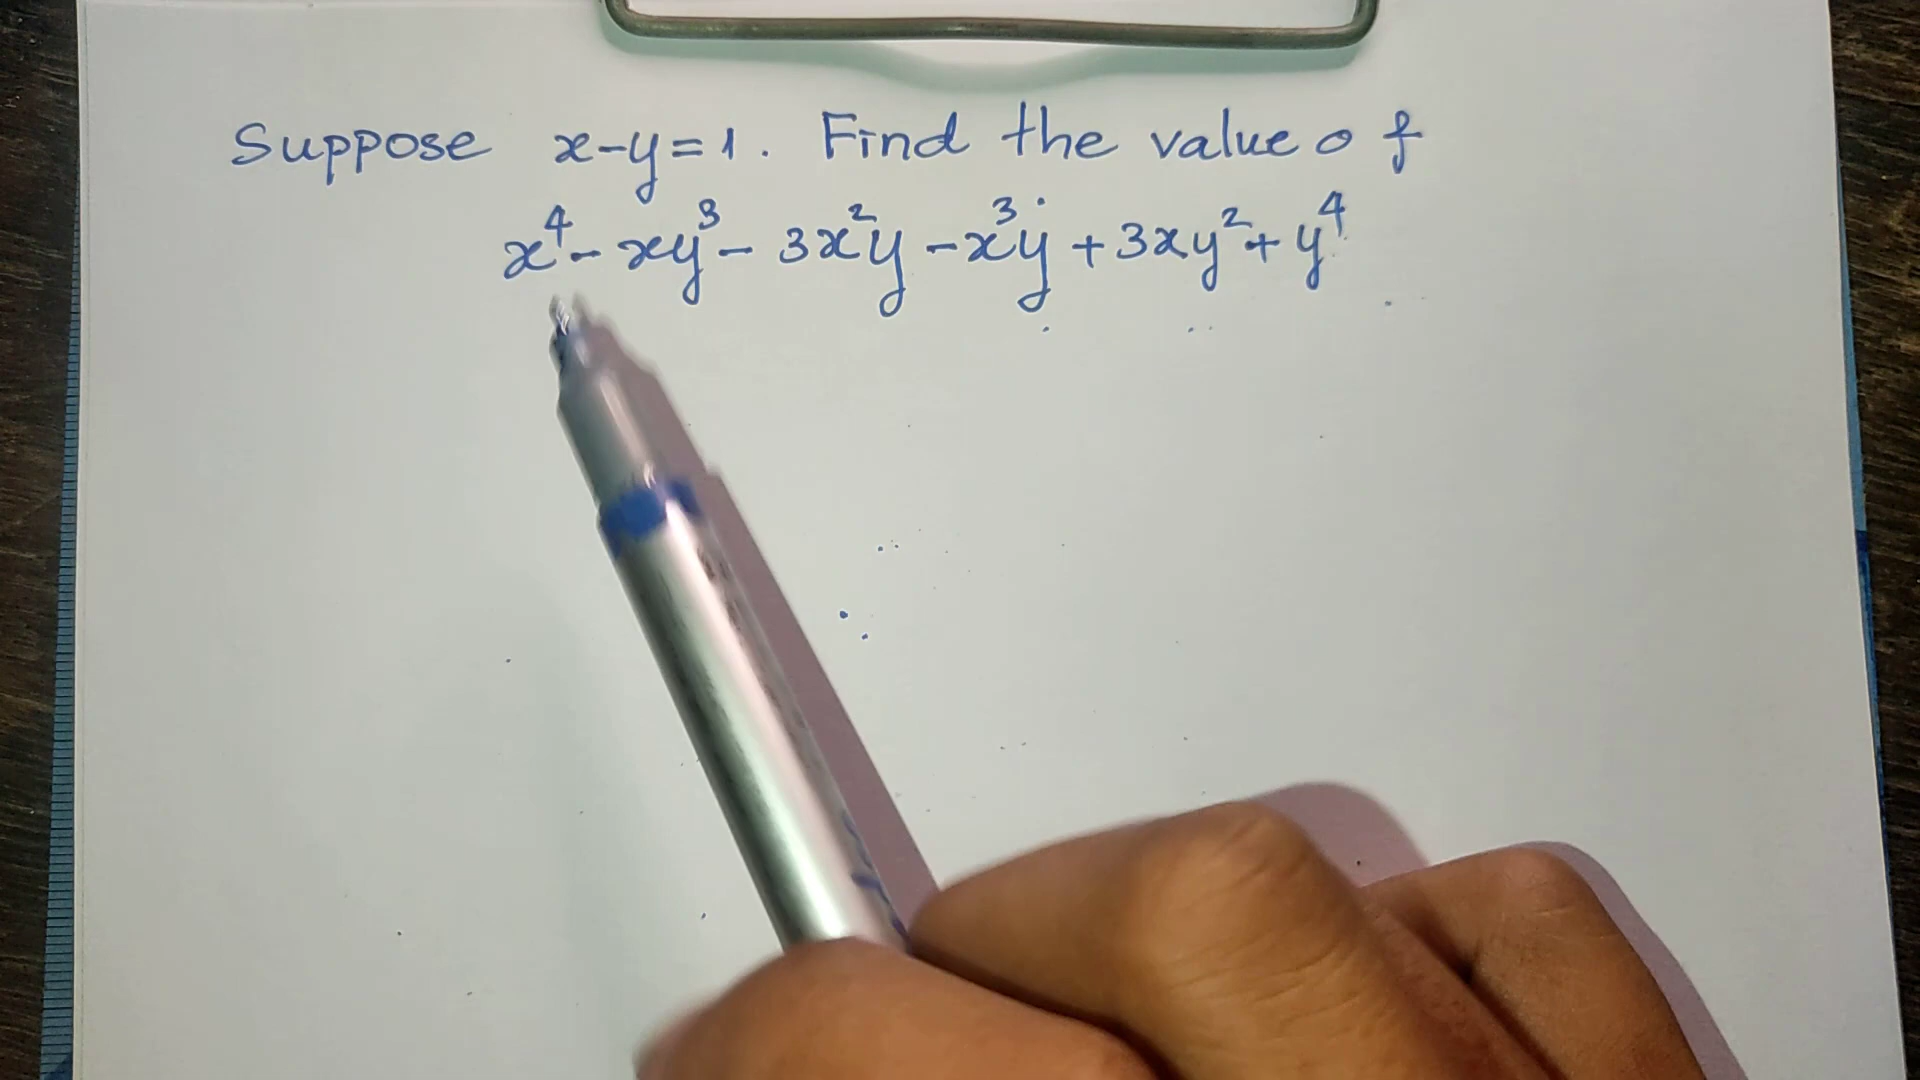 Suppose x-y=1. Find the value of
x⁴- xy³- 3x²y -x³y +3xy²+ y⁴